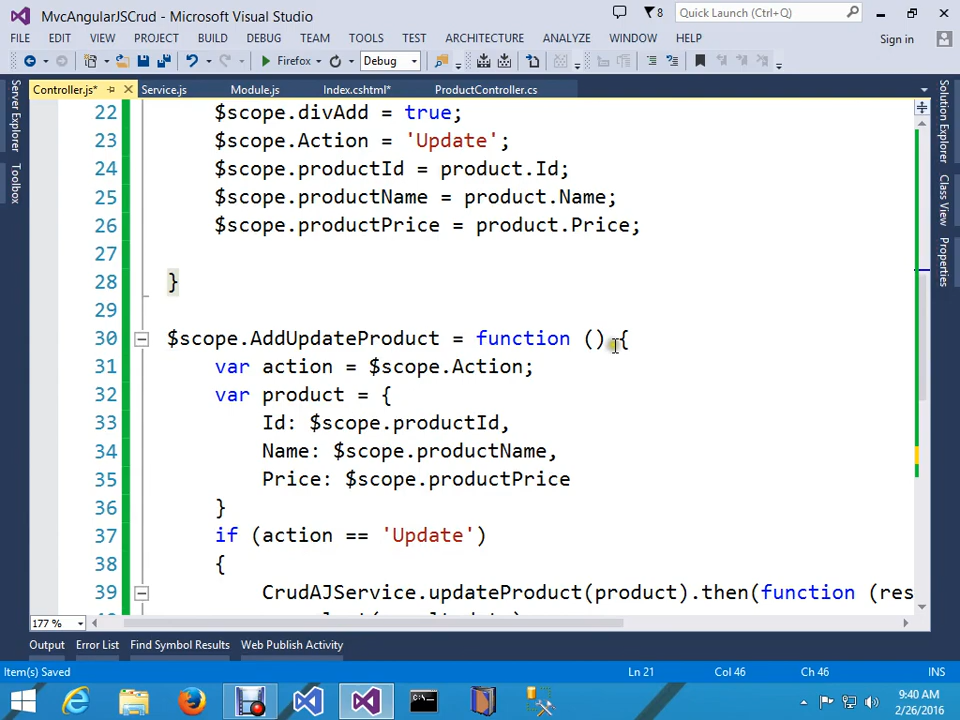 MvcAngularJSCrud - Microsoft Visual Studio
8
Quick Launch (Ctrl+Q)
FILE EDIT VIEW PROJECT BUILD DEBUG TEAM TOOLS TEST ARCHITECTURE ANALYZE WINDOW HELP
Sign in
Firefox
Debug
Controller.js*
Service.js
Module.js
Index.cshtml*
ProductController.cs
Server Explorer
Toolbox
Solution Explorer
Class View
Properties
22 $scope.divAdd = true;
23 $scope.Action = 'Update';
24 $scope.productId = product.Id;
25 $scope.productName = product.Name;
26 $scope.productPrice = product.Price;
27
28 }
29
30 $scope.AddUpdateProduct = function () {
31 var action = $scope.Action;
32 var product = {
33 Id: $scope.productId,
34 Name: $scope.productName,
35 Price: $scope.productPrice
36 }
37 if (action == 'Update')
38 {
39 CrudAJService.updateProduct(product).then(function (res
177 %
Output Error List Find Symbol Results Web Publish Activity
Item(s) Saved
Ln 21
Col 46
Ch 46
INS
9:40 AM
2/26/2016